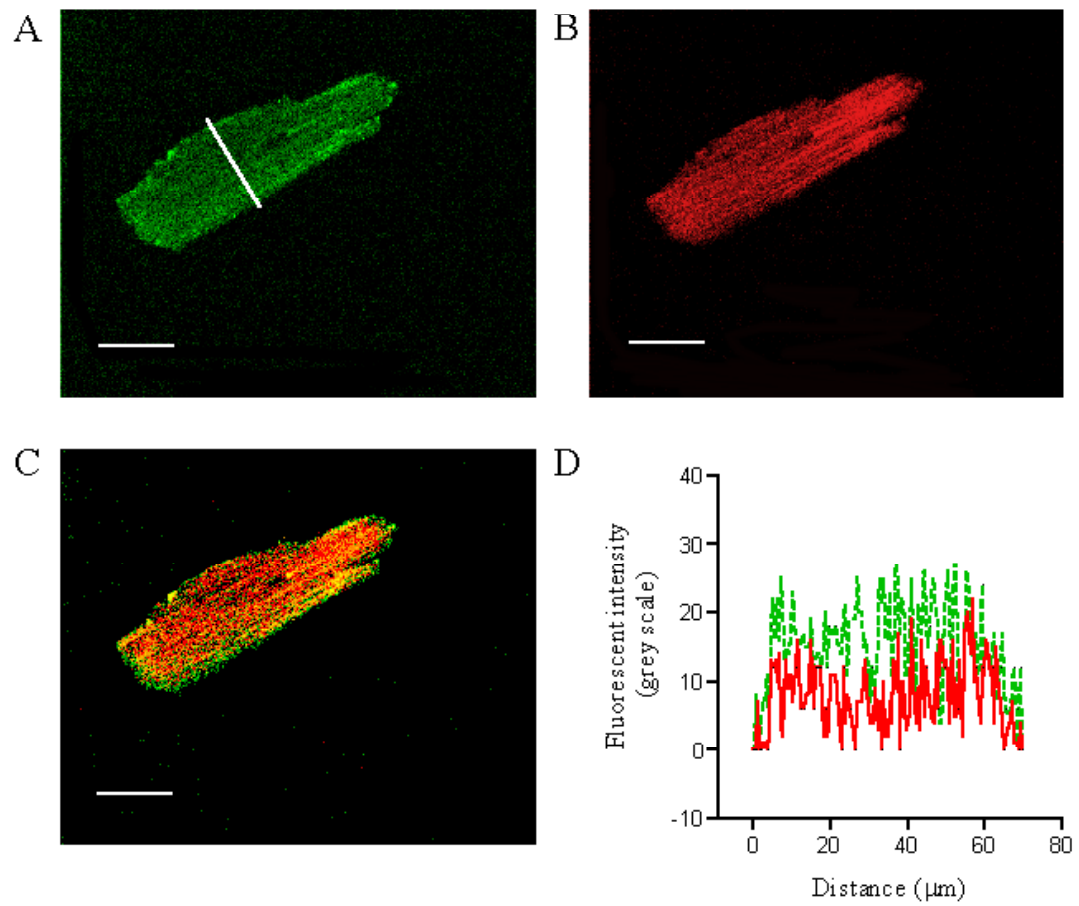 A
B
C
D
40
30
20
10
0
-10
Fluorescent intensity
(grey scale)
0 20 40 60 80
Distance (μm)